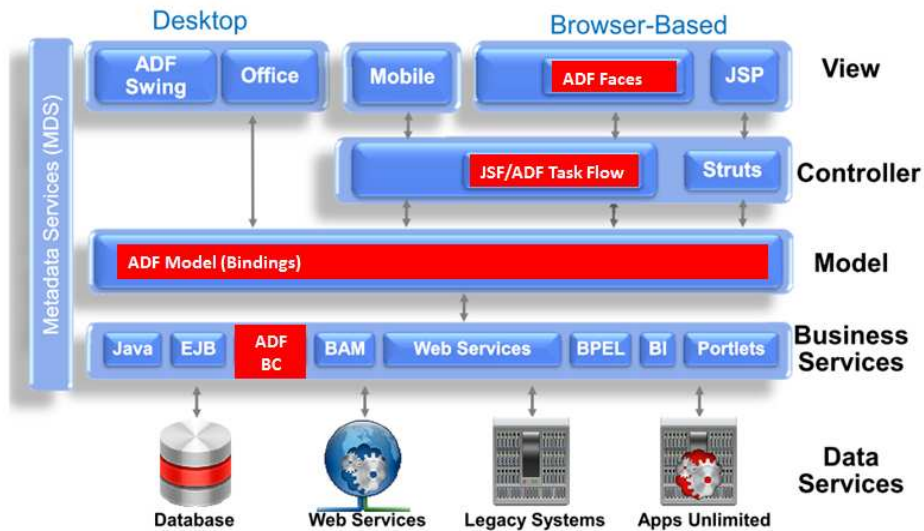 Desktop
Browser-Based
Metadata Services (MDS)
ADF
Swing
Office
Mobile
ADF Faces
JSP
View
JSF/ADF Task Flow
Struts
Controller
ADF Model (Bindings)
Model
Java
EJB
ADF
BC
BAM
Web Services
BPEL
BI
Portlets
Business
Services
Database
Web Services
Legacy Systems
Apps Unlimited
Data
Services